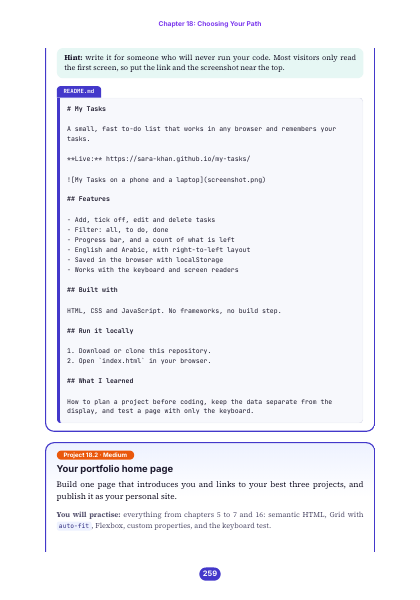 Chapter 18: Choosing Your Path
Hint: write it for someone who will never run your code. Most visitors only read
the first screen, so put the link and the screenshot near the top.
README.md
# My Tasks
A small, fast to-do list that works in any browser and remembers your
tasks.
**Live:** https://sara-khan.github.io/my-tasks/
![My Tasks on a phone and a laptop](screenshot.png)
## Features
- Add, tick off, edit and delete tasks
- Filter: all, to do, done
- Progress bar, and a count of what is left
- English and Arabic, with right-to-left layout
- Saved in the browser with localStorage
- Works with the keyboard and screen readers
## Built with
HTML, CSS and JavaScript. No frameworks, no build step.
## Run it locally
1. Download or clone this repository.
2. Open `index.html` in your browser.
## What I learned
How to plan a project before coding, keep the data separate from the
display, and test a page with only the keyboard.
Project 18.2 · Medium
Your portfolio home page
Build one page that introduces you and links to your best three projects, and
publish it as your personal site.
You will practise: everything from chapters 5 to 7 and 16: semantic HTML, Grid with
auto-fit, Flexbox, custom properties, and the keyboard test.
259